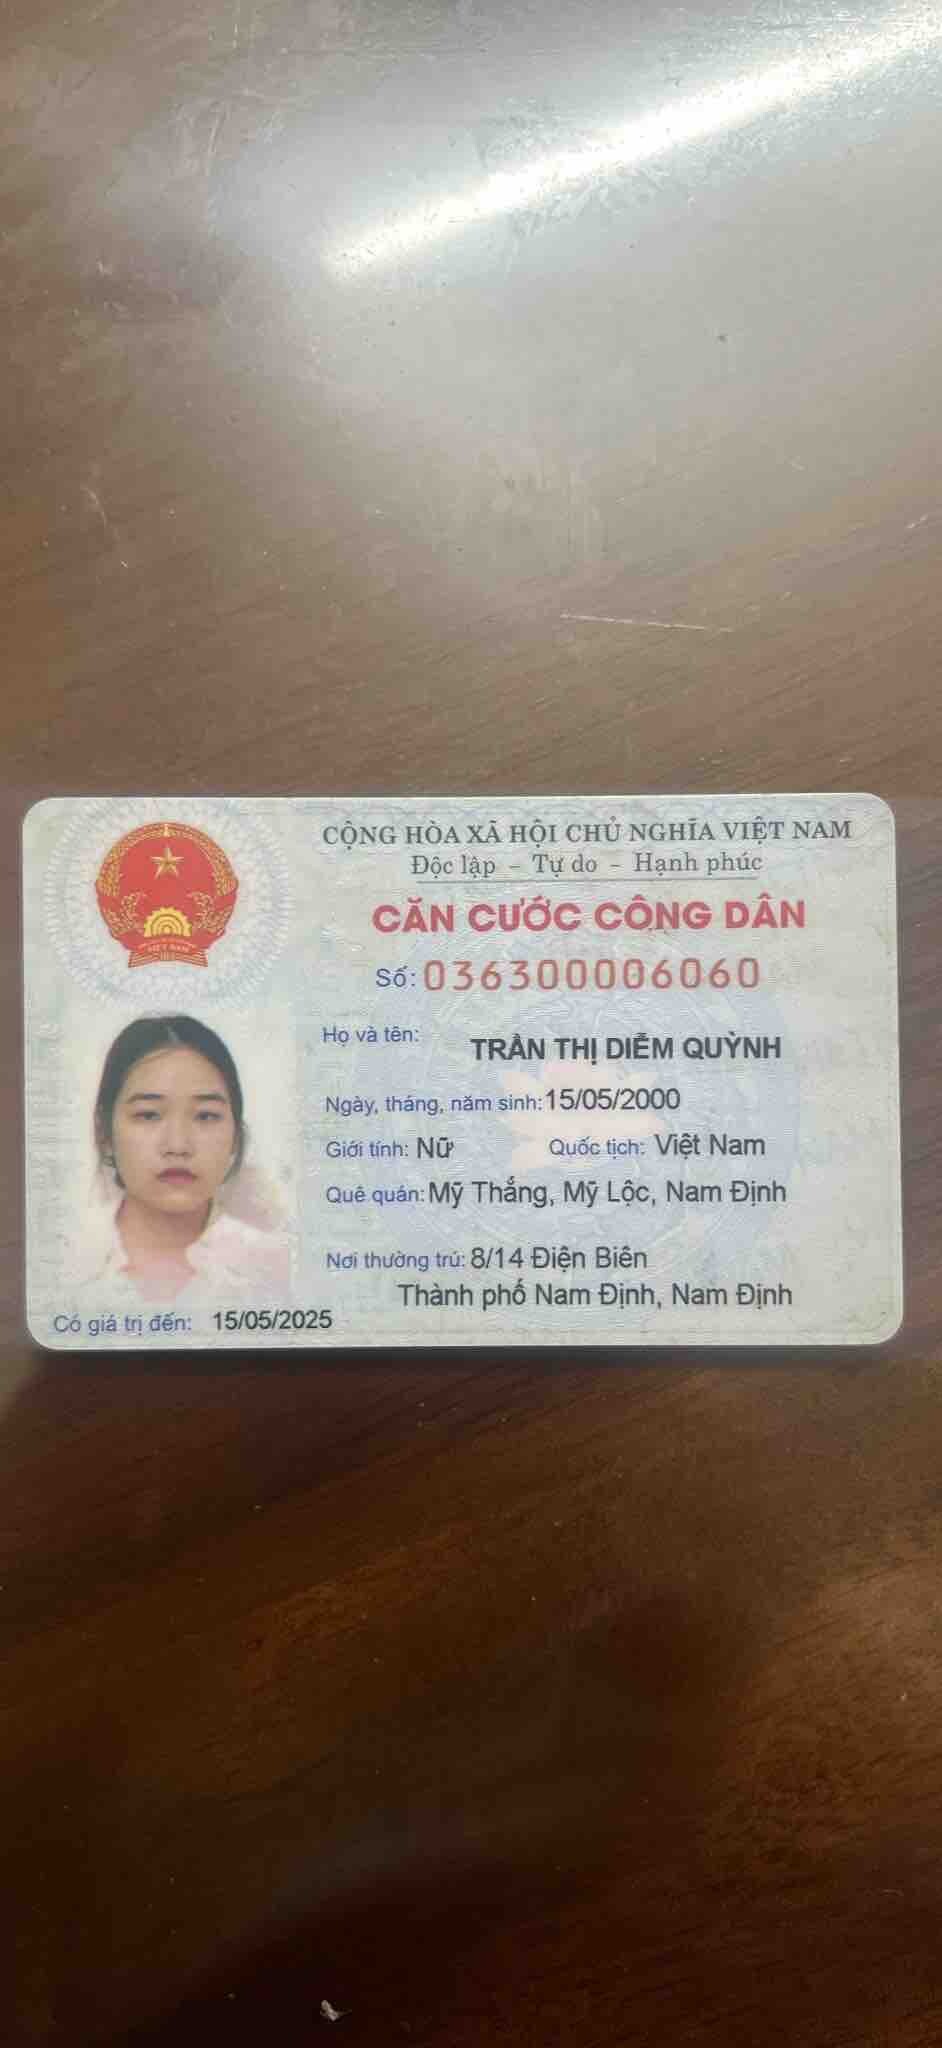 CỘNG HÒA XÃ HỘI CHỦ NGHĨA VIỆT NAM
Độc lập – Tự do – Hạnh phúc
CĂN CƯỚC CÔNG DÂN
Số: 036300006060
Họ và tên: TRẦN THỊ DIỄM QUỲNH
Ngày, tháng, năm sinh: 15/05/2000
Giới tính: Nữ Quốc tịch: Việt Nam
Quê quán: Mỹ Thắng, Mỹ Lộc, Nam Định
Nơi thường trú: 8/14 Điện Biên
Thành phố Nam Định, Nam Định
Có giá trị đến: 15/05/2025
VIỆT NAM